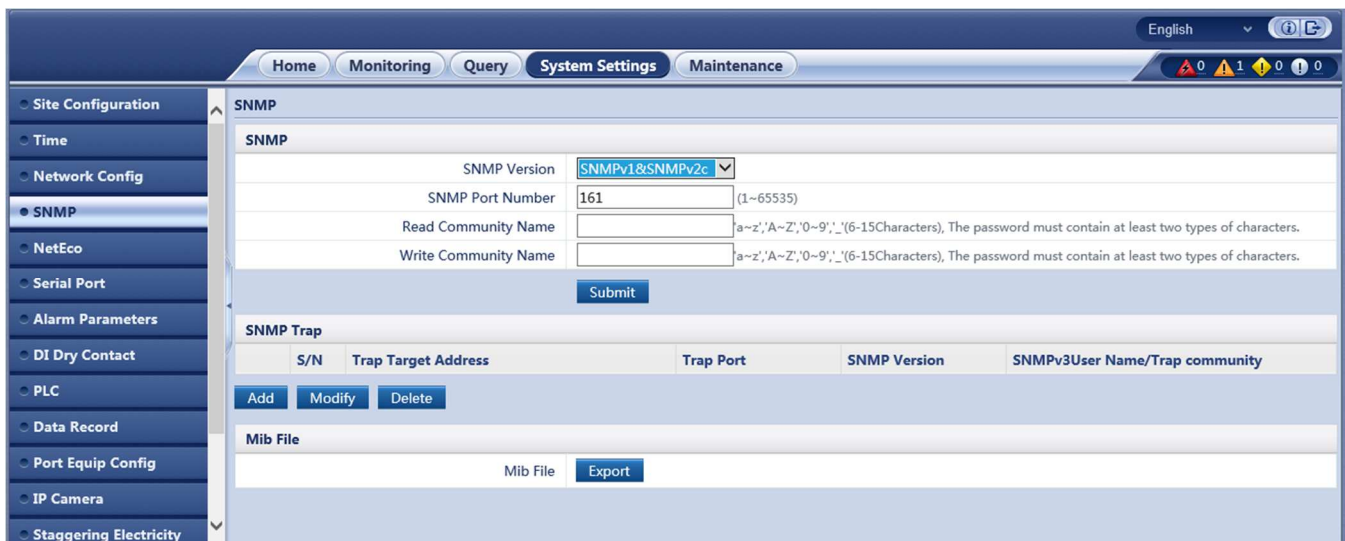 English
Home Monitoring Query System Settings Maintenance
0 1 0 0
Site Configuration
Time
Network Config
SNMP
NetEco
Serial Port
Alarm Parameters
DI Dry Contact
PLC
Data Record
Port Equip Config
IP Camera
Staggering Electricity
SNMP
SNMP
SNMP Version SNMPv1&SNMPv2c
SNMP Port Number 161 (1~65535)
Read Community Name 'a~z','A~Z','0~9','_'(6-15Characters), The password must contain at least two types of characters.
Write Community Name 'a~z','A~Z','0~9','_'(6-15Characters), The password must contain at least two types of characters.
Submit
SNMP Trap
S/N Trap Target Address Trap Port SNMP Version SNMPv3User Name/Trap community
Add Modify Delete
Mib File
Mib File Export